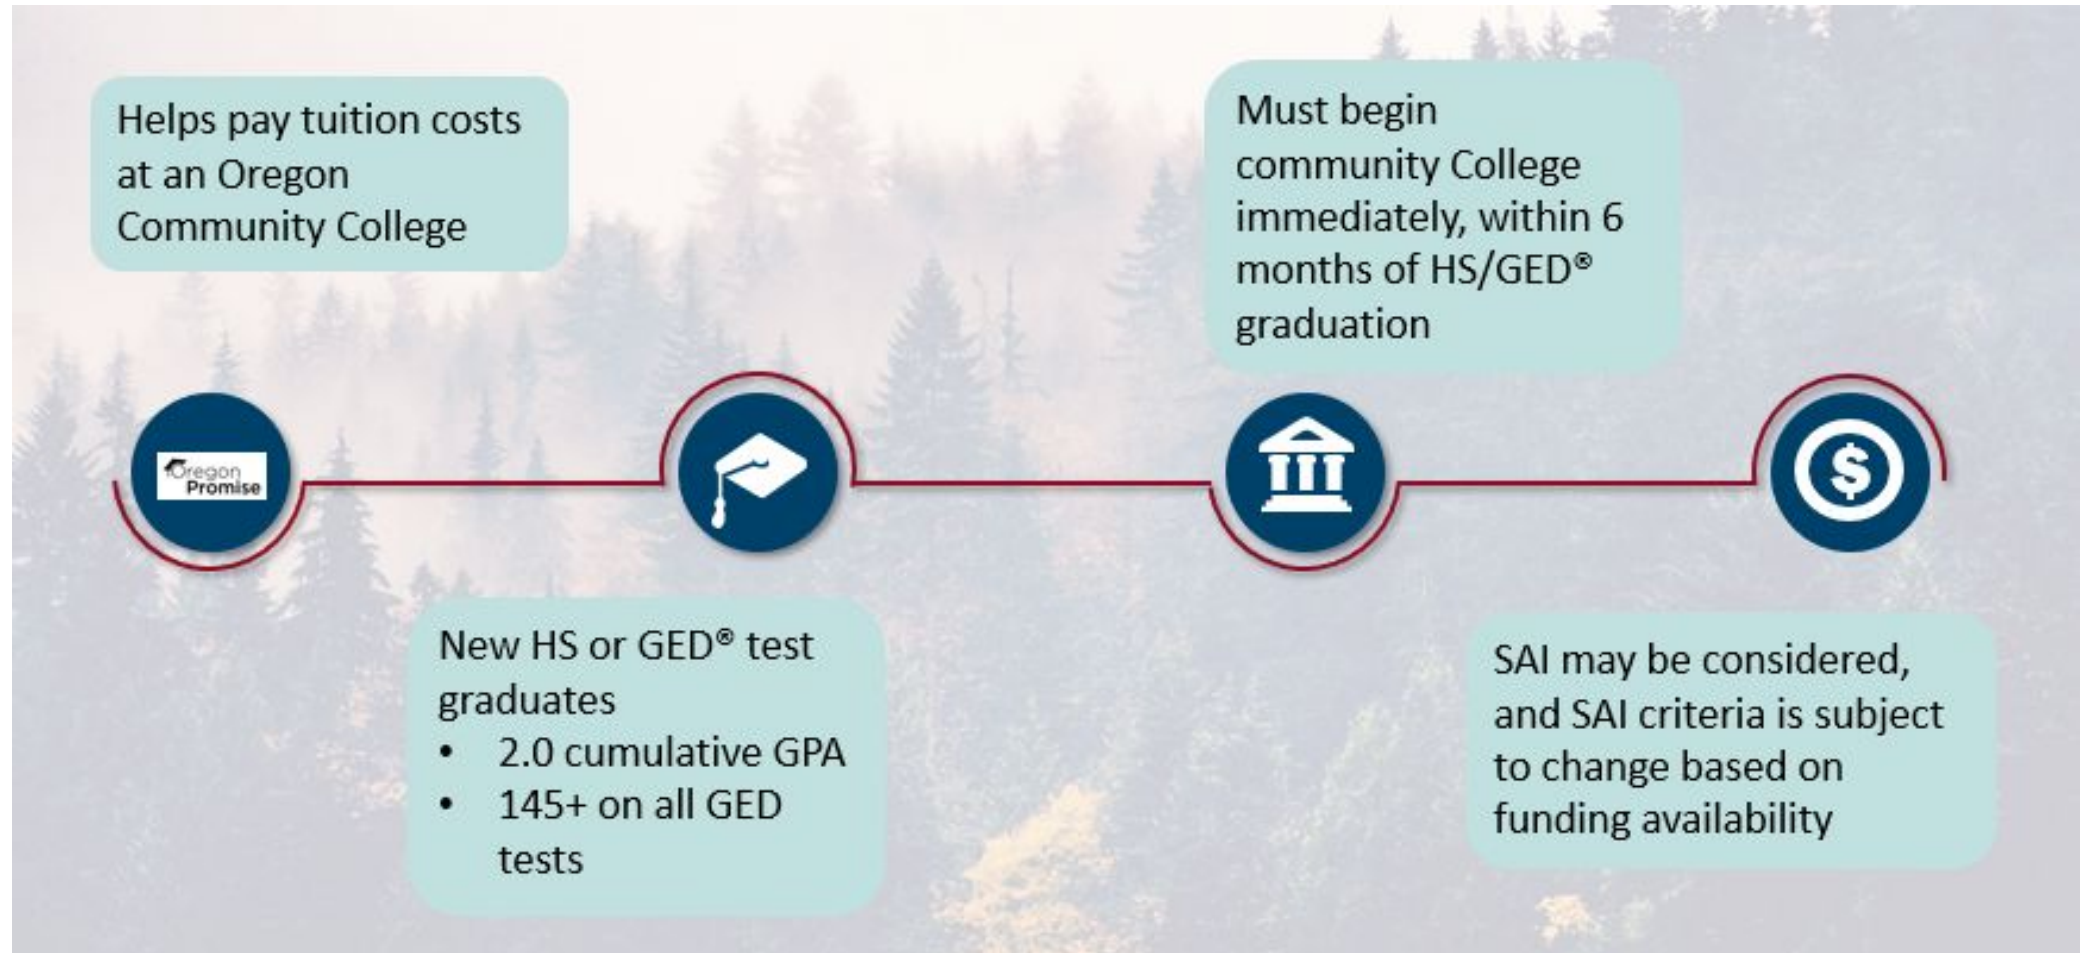 Helps pay tuition costs
at an Oregon
Community College
Oregon
Promise
New HS or GED® test
graduates
• 2.0 cumulative GPA
• 145+ on all GED
tests
Must begin
community College
immediately, within 6
months of HS/GED®
graduation
$
SAI may be considered,
and SAI criteria is subject
to change based on
funding availability